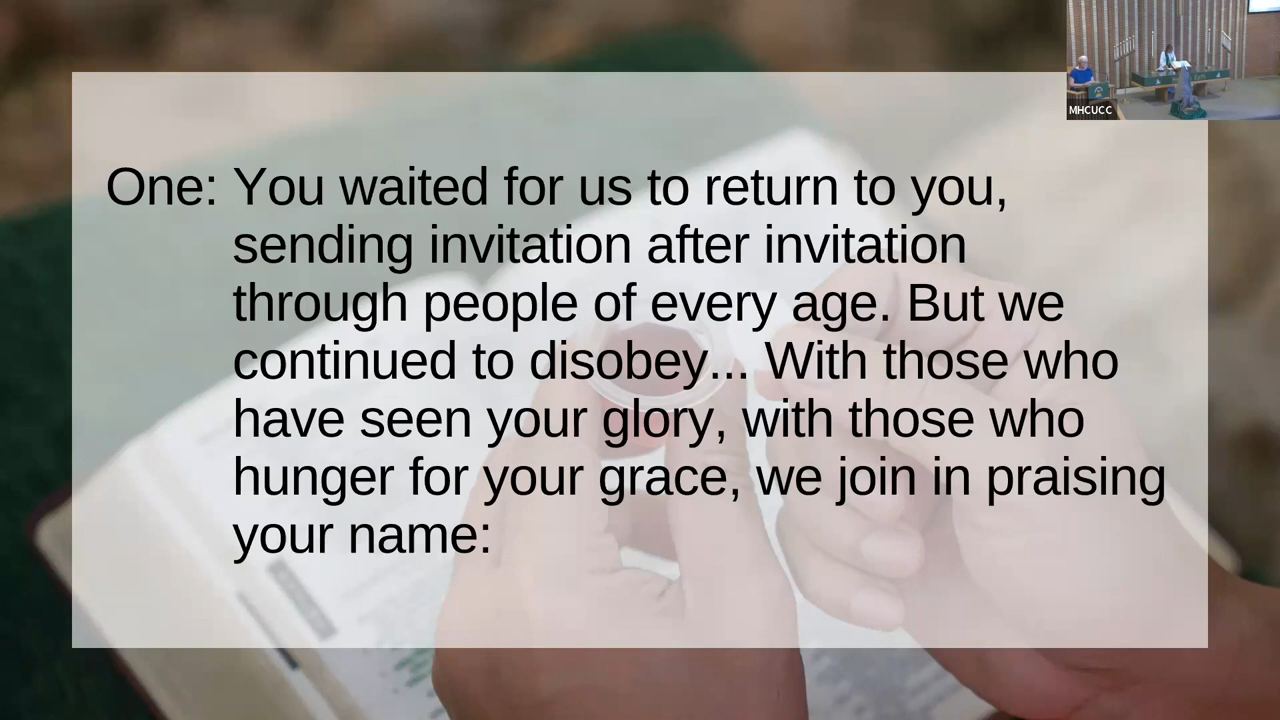 One: You waited for us to return to you,
sending invitation after invitation
through people of every age. But we
continued to disobey... With those who
have seen your glory, with those who
hunger for your grace, we join in praising
your name:
MHCUCC